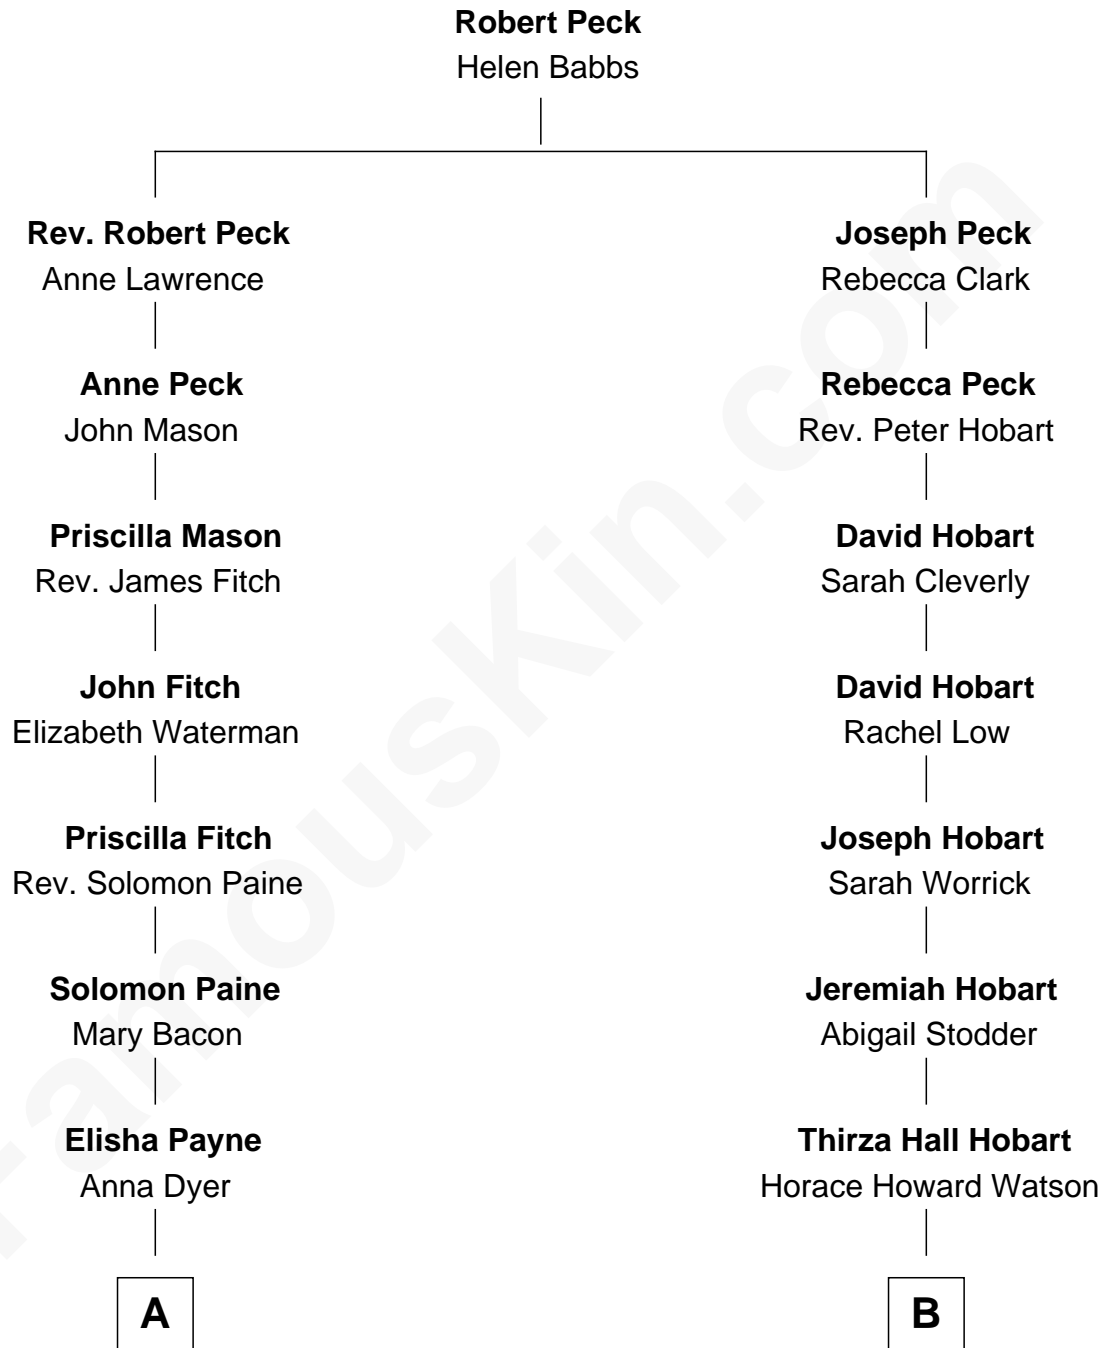 Robert Peck
Helen Babbs
Rev. Robert Peck
Anne Lawrence
Joseph Peck
Rebecca Clark
Anne Peck
John Mason
Rebecca Peck
Rev. Peter Hobart
Priscilla Mason
Rev. James Fitch
David Hobart
Sarah Cleverly
John Fitch
Elizabeth Waterman
David Hobart
Rachel Low
Priscilla Fitch
Rev. Solomon Paine
Joseph Hobart
Sarah Worrick
Solomon Paine
Mary Bacon
Jeremiah Hobart
Abigail Stodder
Elisha Payne
Anna Dyer
Thirza Hall Hobart
Horace Howard Watson
A
B
FamousKin.com